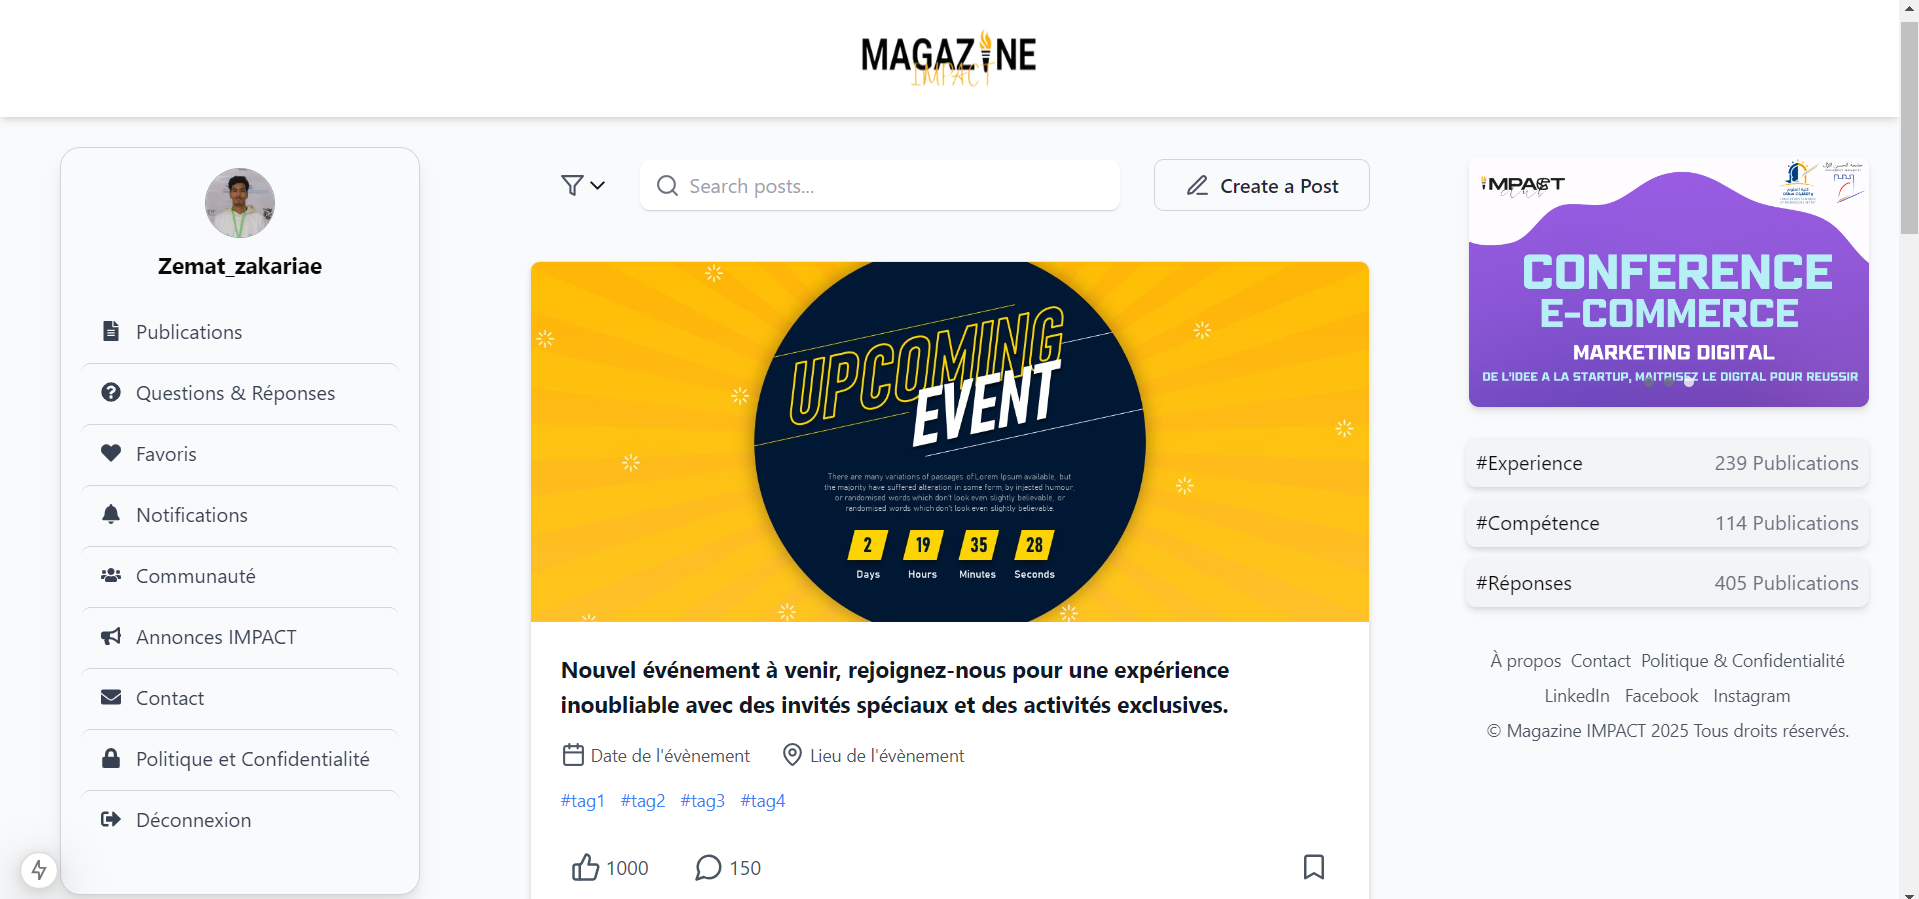 MAGAZINE
IMPACT
Zemat_zakariae
Publications
Questions & Réponses
Favoris
Notifications
Communauté
Annonces IMPACT
Contact
Politique et Confidentialité
Déconnexion
Search posts...
Create a Post
UPCOMING
EVENT
There are many variations of passages of Lorem Ipsum available, but
the majority have suffered alteration in some form, by injected humour,
or randomised words which don't look even slightly believable, or
randomised words which don't look even slightly believable.
2 19 35 28
Days Hours Minutes Seconds
Nouvel événement à venir, rejoignez-nous pour une expérience
inoubliable avec des invités spéciaux et des activités exclusives.
Date de l'évènement Lieu de l'évènement
#tag1 #tag2 #tag3 #tag4
1000 150
IMPACT
CONFERENCE
E-COMMERCE
MARKETING DIGITAL
DE L'IDEE A LA STARTUP, MAITRISEZ LE DIGITAL POUR REUSSIR
#Experience 239 Publications
#Compétence 114 Publications
#Réponses 405 Publications
À propos Contact Politique & Confidentialité
LinkedIn Facebook Instagram
© Magazine IMPACT 2025 Tous droits réservés.